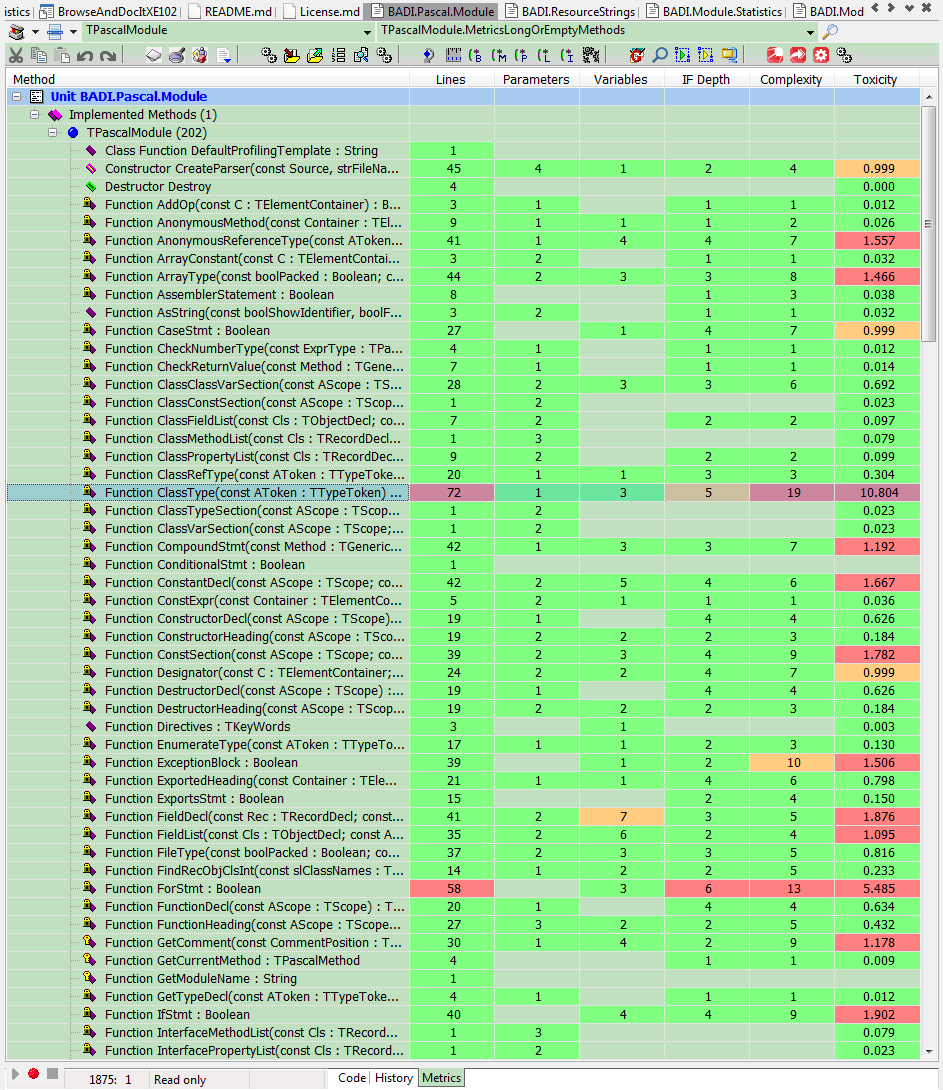 istics BrowseAndDocItXE102 README.md License.md BADI.Pascal.Module BADI.ResourceStrings BADI.Module.Statistics BADI.Mod
TPascalModule TPascalModule.MetricsLongOrEmptyMethods
Method Lines Parameters Variables IF Depth Complexity Toxicity
Unit BADI.Pascal.Module
Implemented Methods (1)
TPascalModule (202)
Class Function DefaultProfilingTemplate : String 1
Constructor CreateParser(const Source, strFileNa... 45 4 1 2 4 0.999
Destructor Destroy 4 0.000
Function AddOp(const C : TElementContainer) : B... 3 1 1 1 0.012
Function AnonymousMethod(const Container : TEl... 9 1 1 1 2 0.026
Function AnonymousReferenceType(const AToken... 41 1 4 4 7 1.557
Function ArrayConstant(const C : TElementContai... 3 2 1 1 0.032
Function ArrayType(const boolPacked : Boolean; c... 44 2 3 3 8 1.466
Function AssemblerStatement : Boolean 8 1 3 0.038
Function AsString(const boolShowIdentifier, boolF... 3 2 1 1 0.032
Function CaseStmt : Boolean 27 1 4 7 0.999
Function CheckNumberType(const ExprType : TPa... 4 1 1 1 0.012
Function CheckReturnValue(const Method : TGene... 7 1 1 1 0.014
Function ClassClassVarSection(const AScope : TS... 28 2 3 3 6 0.692
Function ClassConstSection(const AScope : TScop... 1 2 0.023
Function ClassFieldList(const Cls : TObjectDecl; co... 7 2 2 2 0.097
Function ClassMethodList(const Cls : TRecordDecl... 1 3 0.079
Function ClassPropertyList(const Cls : TRecordDec... 9 2 2 2 0.099
Function ClassRefType(const AToken : TTypeToke... 20 1 1 3 3 0.304
Function ClassType(const AToken : TTypeToken) ... 72 1 3 5 19 10.804
Function ClassTypeSection(const AScope : TScop... 1 2 0.023
Function ClassVarSection(const AScope : TScope;... 1 2 0.023
Function CompoundStmt(const Method : TGeneric... 42 1 3 3 7 1.192
Function ConditionalStmt : Boolean 1
Function ConstantDecl(const AScope : TScope; co... 42 2 5 4 6 1.667
Function ConstExpr(const Container : TElementCo... 5 2 1 1 1 0.036
Function ConstructorDecl(const AScope : TScope)... 19 1 4 4 0.626
Function ConstructorHeading(const AScope : TSco... 19 2 2 2 3 0.184
Function ConstSection(const AScope : TScope; co... 39 2 3 4 9 1.782
Function Designator(const C : TElementContainer;... 24 2 2 4 7 0.999
Function DestructorDecl(const AScope : TScope) :... 19 1 4 4 0.626
Function DestructorHeading(const AScope : TScop... 19 2 2 2 3 0.184
Function Directives : TKeyWords 3 1 0.003
Function EnumerateType(const AToken : TTypeTo... 17 1 1 2 3 0.130
Function ExceptionBlock : Boolean 39 1 2 10 1.506
Function ExportedHeading(const Container : TEle... 21 1 1 4 6 0.798
Function ExportsStmt : Boolean 15 2 4 0.150
Function FieldDecl(const Rec : TRecordDecl; const... 41 2 7 3 5 1.876
Function FieldList(const Cls : TObjectDecl; const A... 35 2 6 2 4 1.095
Function FileType(const boolPacked : Boolean; co... 37 2 3 3 5 0.816
Function FindRecObjClsInt(const slClassNames : T... 14 1 2 2 5 0.233
Function ForStmt : Boolean 58 3 6 13 5.485
Function FunctionDecl(const AScope : TScope) : T... 20 1 4 4 0.634
Function FunctionHeading(const AScope : TScope... 27 3 2 2 5 0.432
Function GetComment(const CommentPosition : T... 30 1 4 2 9 1.178
Function GetCurrentMethod : TPascalMethod 4 1 1 0.009
Function GetModuleName : String 1
Function GetTypeDecl(const AToken : TTypeToke... 4 1 1 1 0.012
Function IfStmt : Boolean 40 4 4 9 1.902
Function InterfaceMethodList(const Cls : TRecord... 1 3 0.079
Function InterfacePropertyList(const Cls : TRecord... 1 2 0.023
1875: 1 Read only Code History Metrics